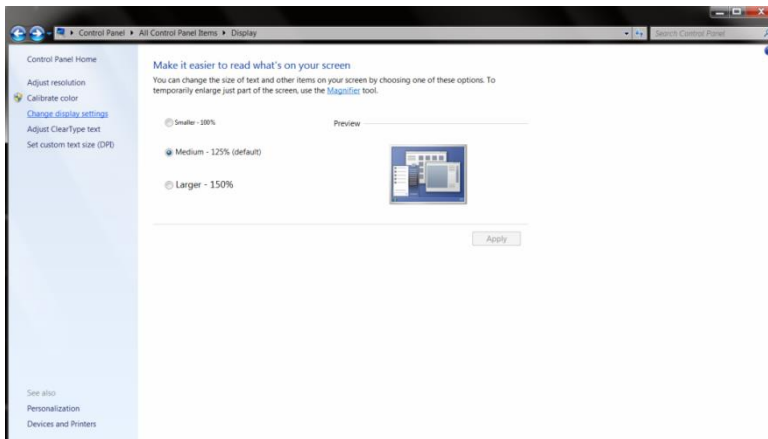 Control Panel ▸ All Control Panel Items ▸ Display
Search Control Panel
Control Panel Home
Adjust resolution
Calibrate color
Change display settings
Adjust ClearType text
Set custom text size (DPI)
Make it easier to read what's on your screen
You can change the size of text and other items on your screen by choosing one of these options. To
temporarily enlarge just part of the screen, use the Magnifier tool.
Smaller - 100%
Preview
Medium - 125% (default)
Larger - 150%
Apply
See also
Personalization
Devices and Printers